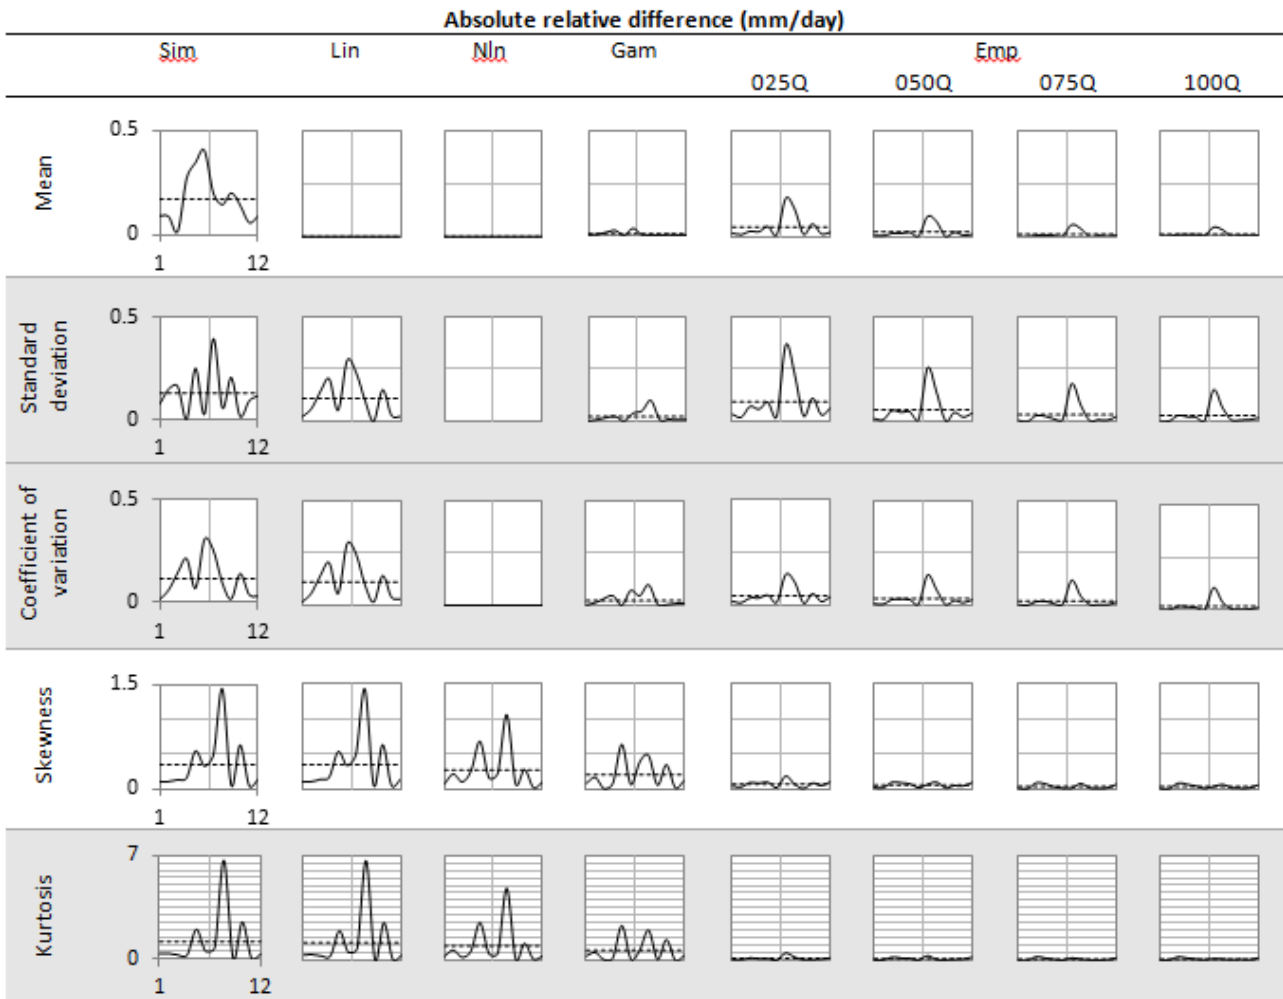 Absolute relative difference (mm/day)
Sim Lin Nln Gam Emp
025Q 050Q 075Q 100Q
Mean
0.5
0
1 12
Standard
deviation
0.5
0
1 12
Coefficient of
variation
0.5
0
1 12
Skewness
1.5
0
1 12
Kurtosis
7
0
1 12